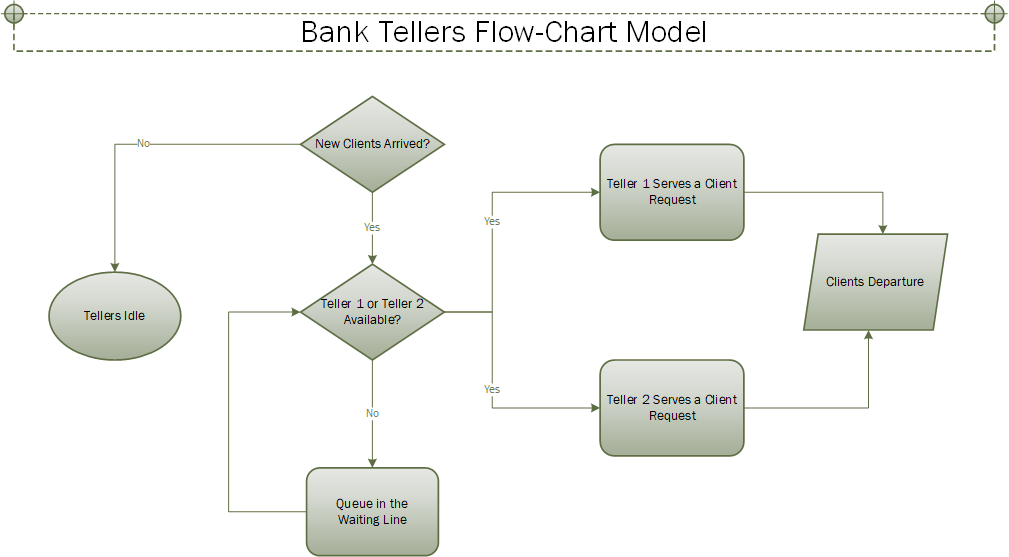 Bank Tellers Flow-Chart Model
New Clients Arrived?
No
Yes
Tellers Idle
Teller 1 or Teller 2
Available?
No
Queue in the
Waiting Line
Yes
Teller 1 Serves a Client
Request
Yes
Teller 2 Serves a Client
Request
Clients Departure